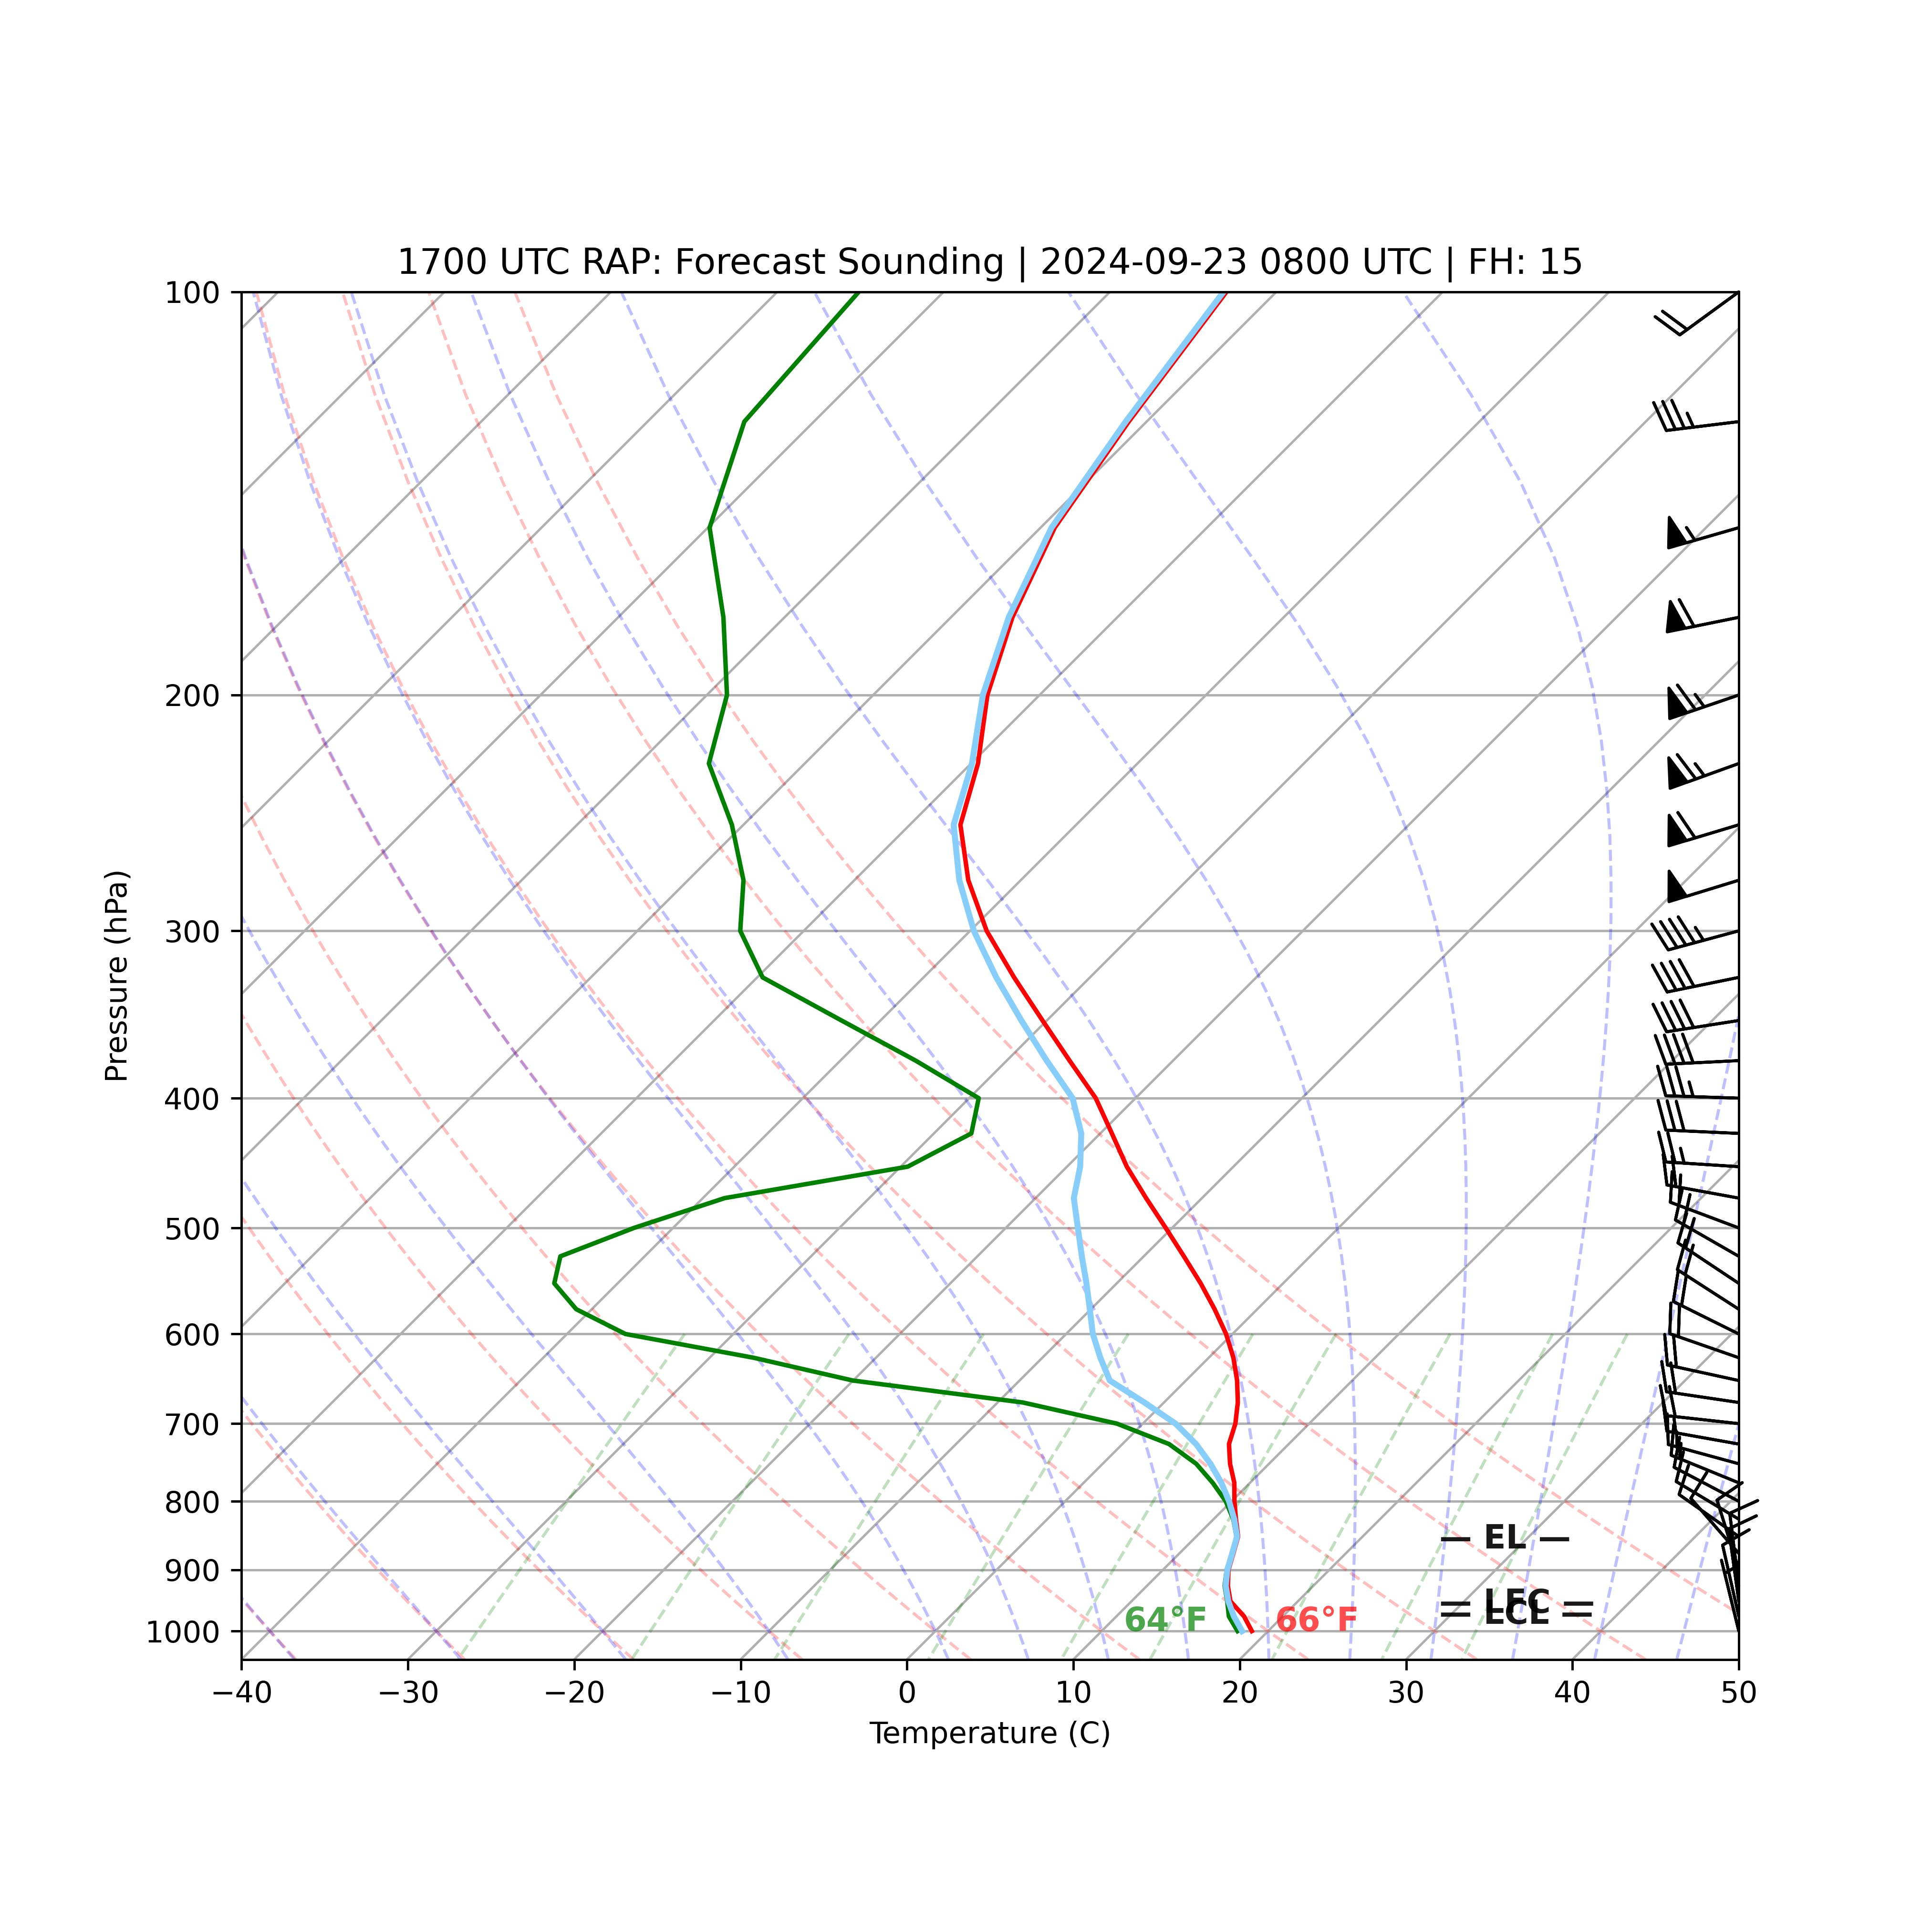 1700 UTC RAP: Forecast Sounding | 2024-09-23 0800 UTC | FH: 15
100
200
300
400
500
600
700
800
900
1000
Pressure (hPa)
— EL —
— LFC —
— LCL —
64°F
66°F
−40
−30
−20
−10
0
10
20
30
40
50
Temperature (C)